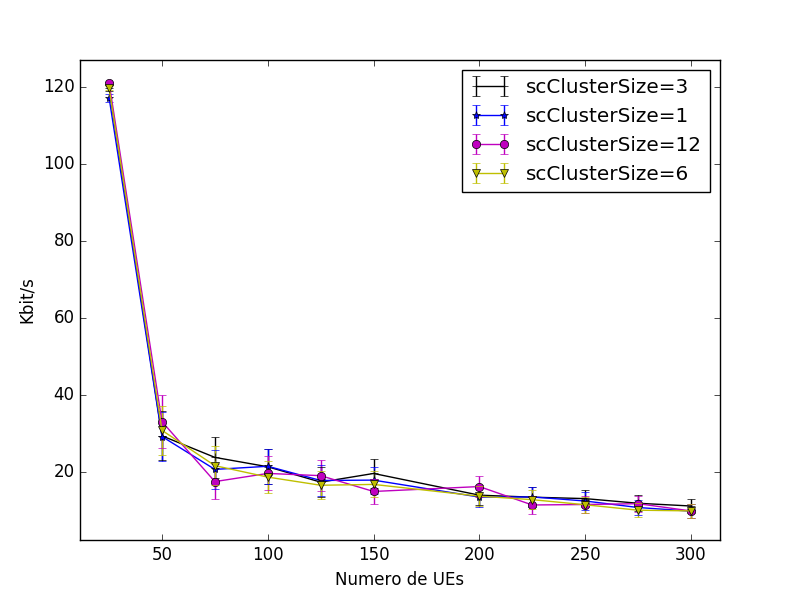 scClusterSize=3
scClusterSize=1
scClusterSize=12
scClusterSize=6
Kbit/s
120
100
80
60
40
20
50 100 150 200 250 300
Numero de UEs